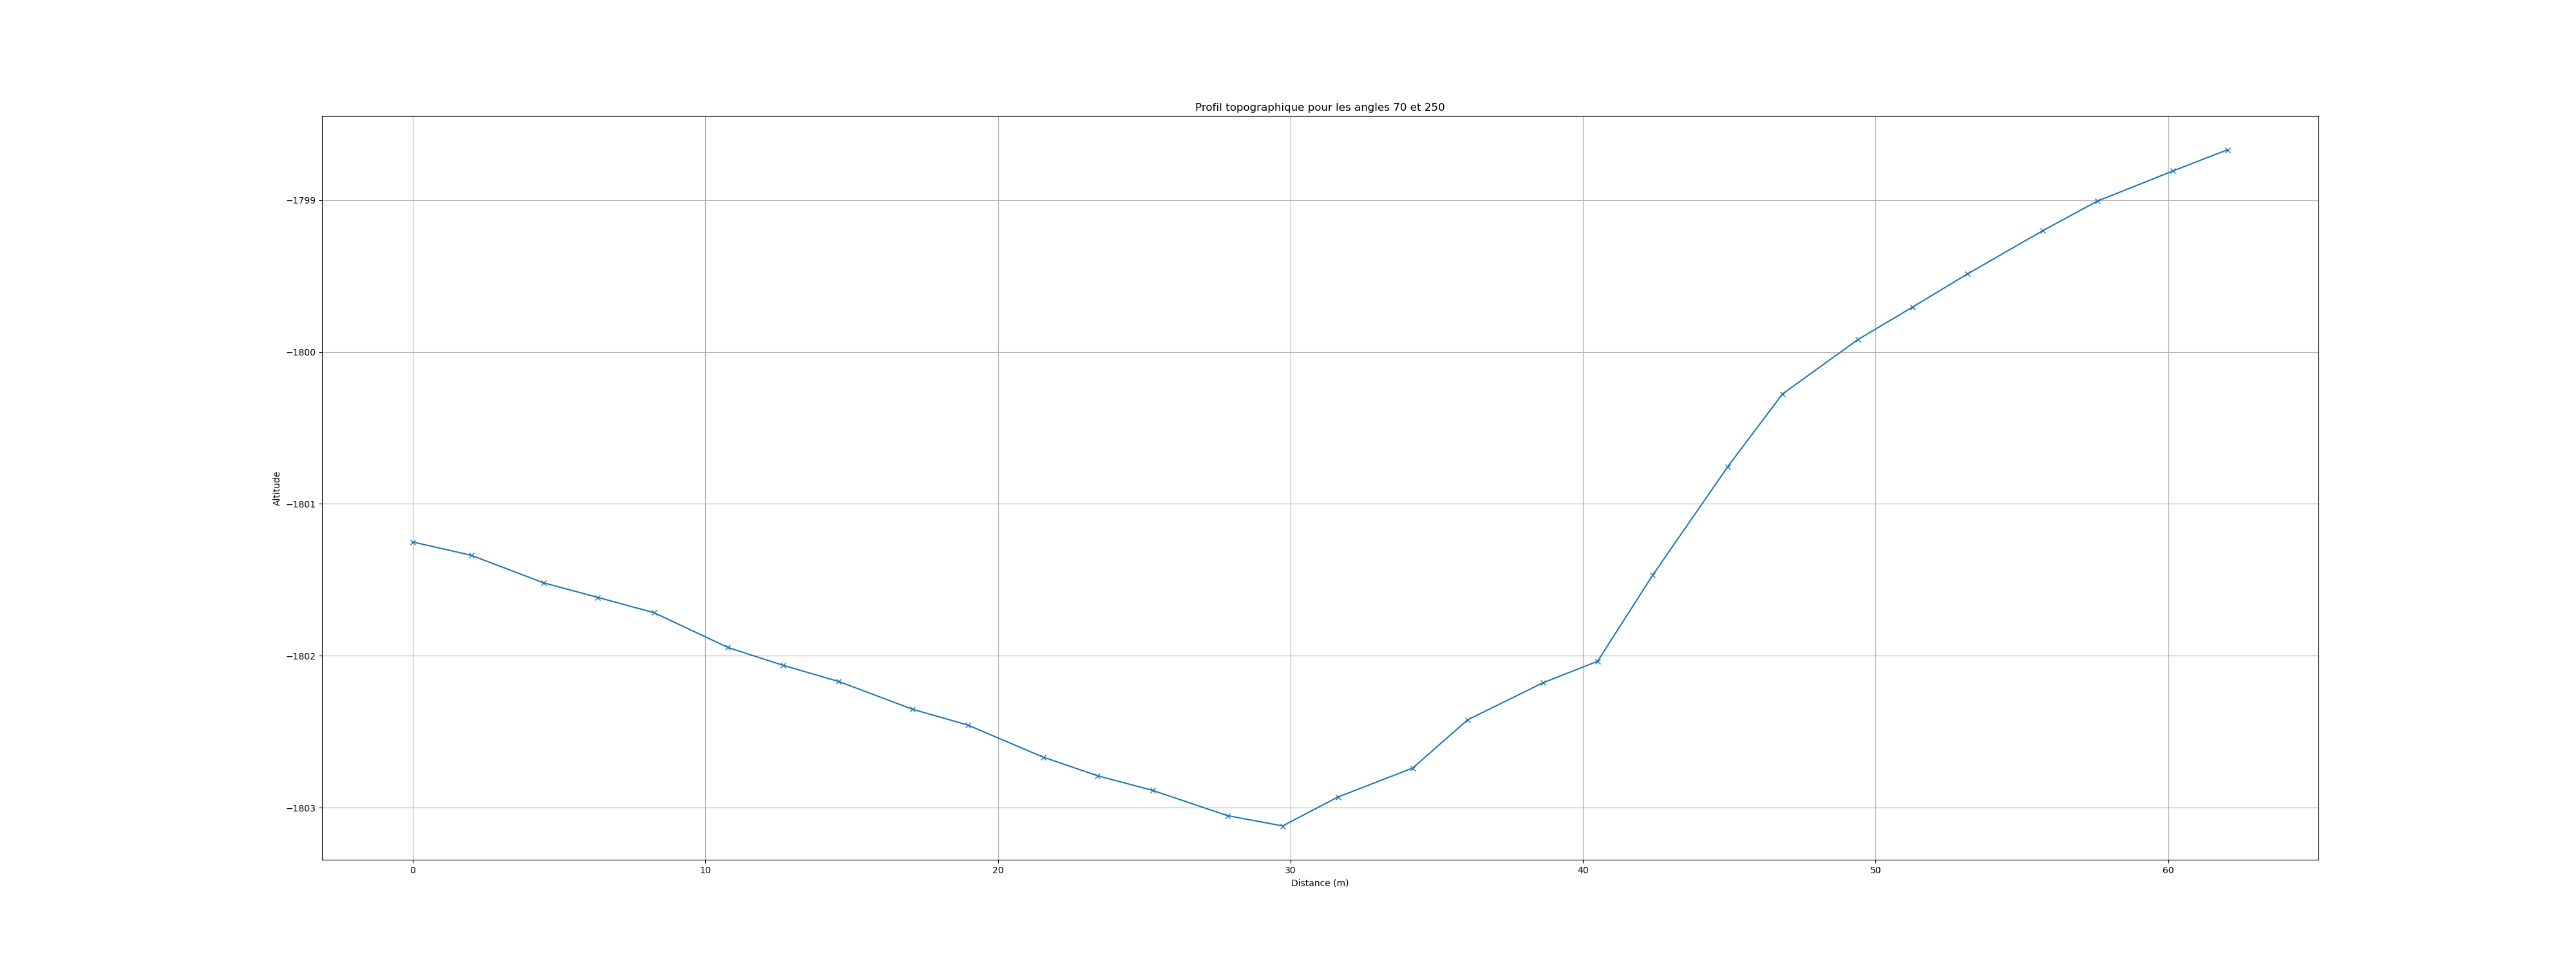 Profil topographique pour les angles 70 et 250
−1799
−1800
−1801
−1802
−1803
Altitude
0 10 20 30 40 50 60
Distance (m)